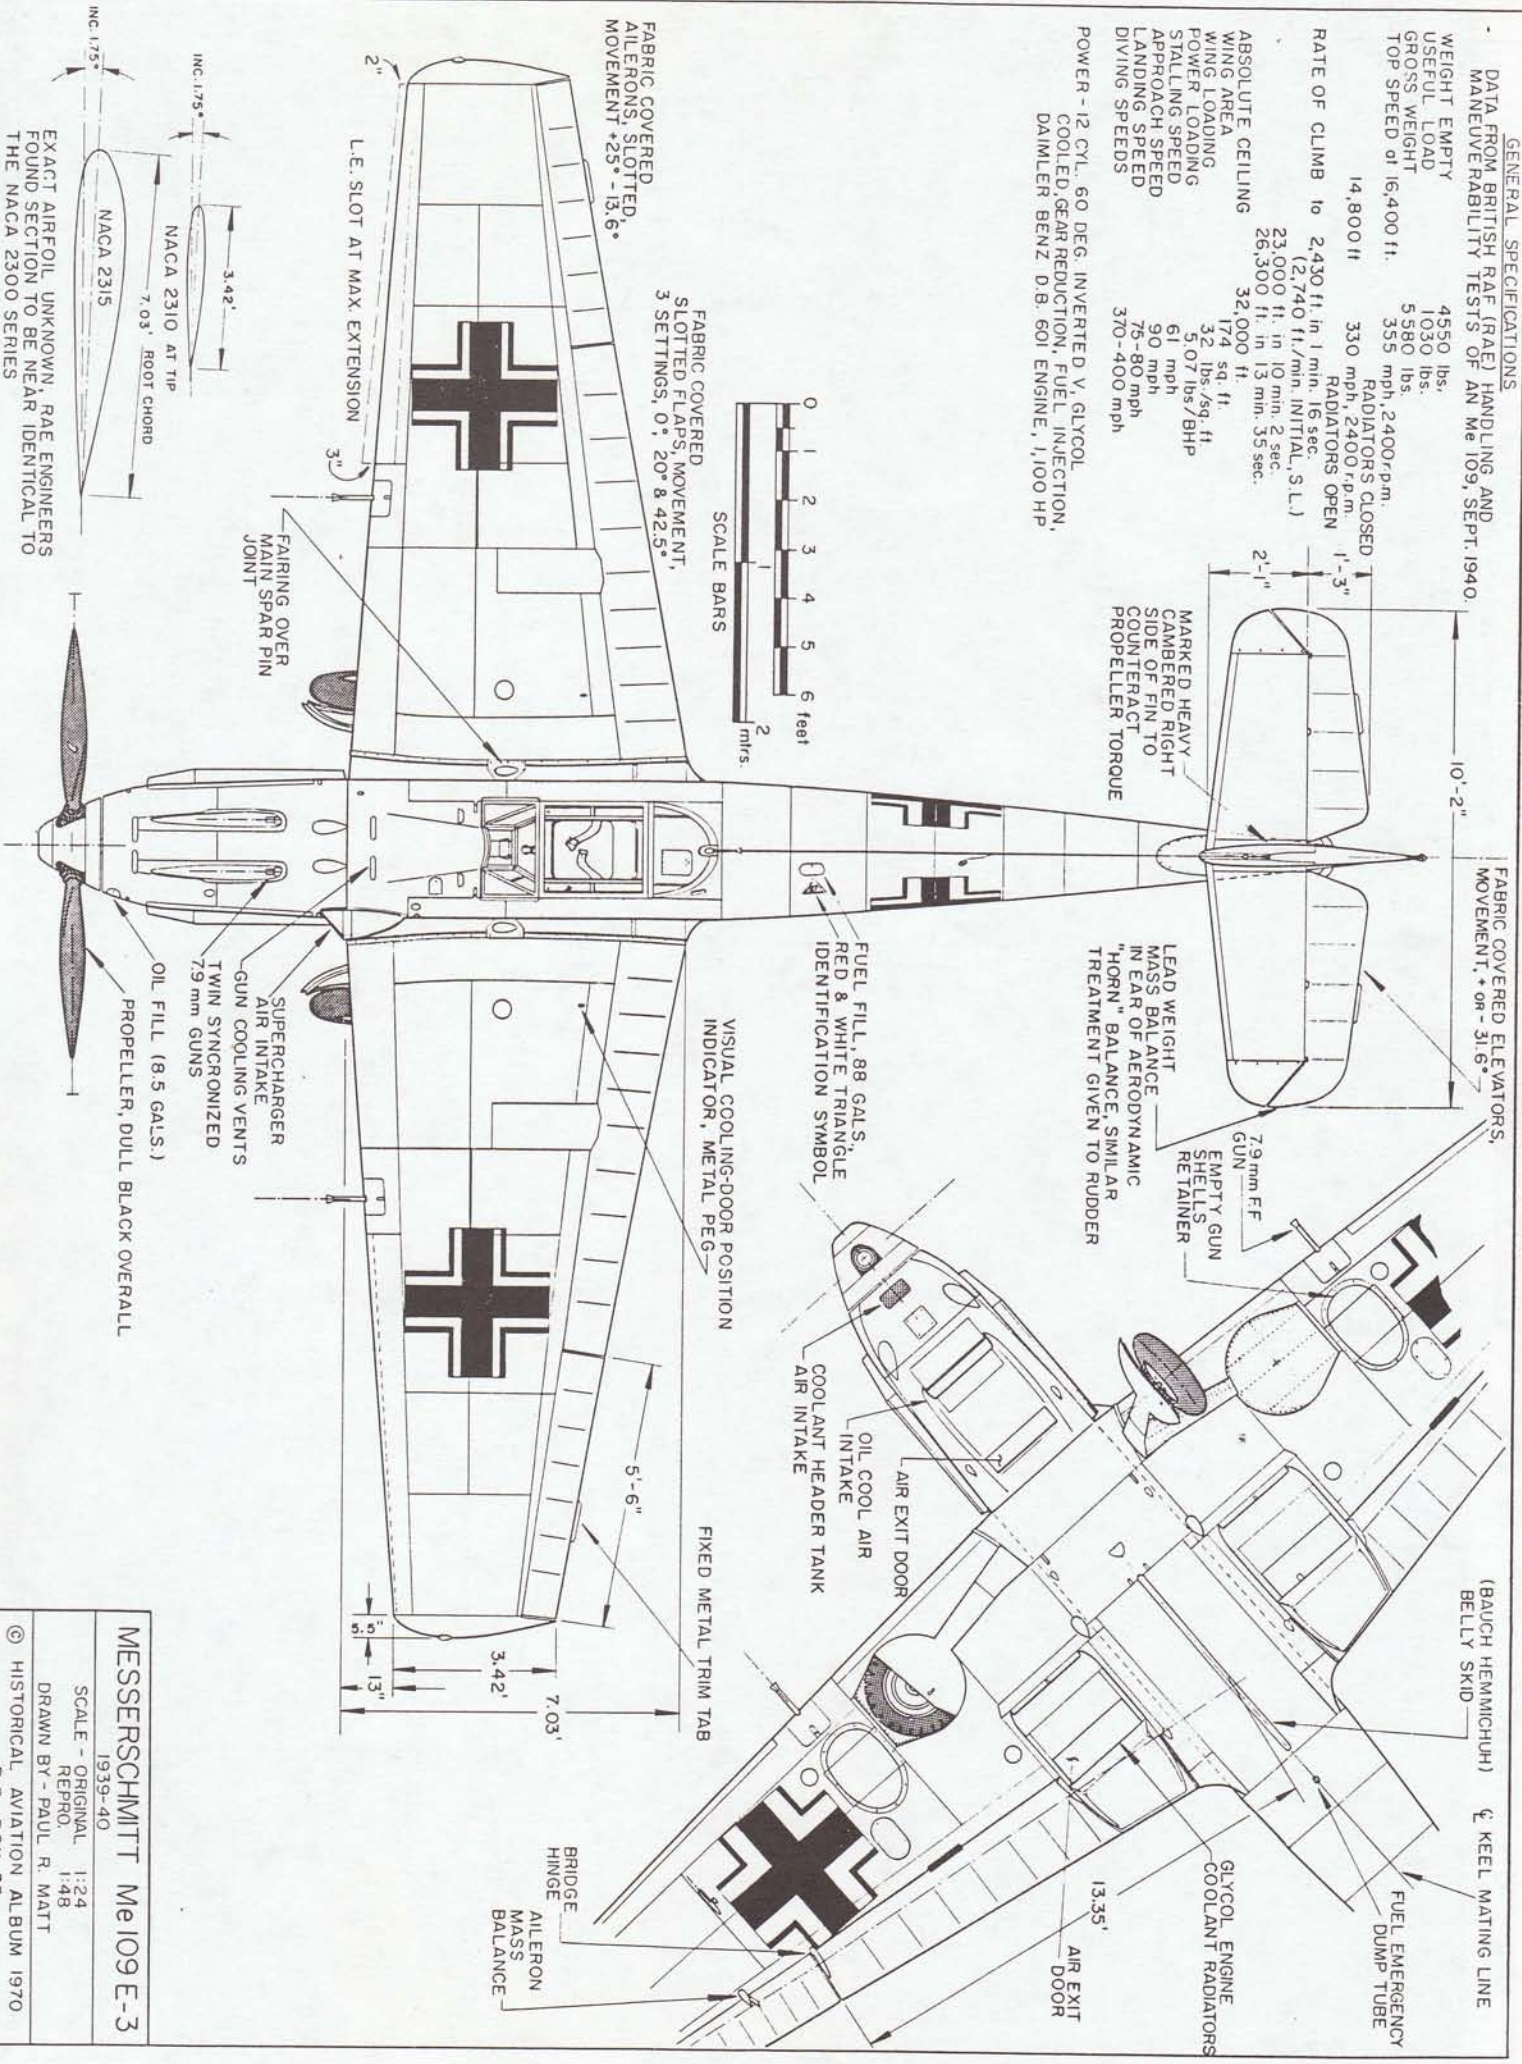 GENERAL SPECIFICATIONS
- DATA FROM BRITISH RAF (RAE) HANDLING AND
MANEUVERABILITY TESTS OF AN Me 109, SEPT. 1940.
WEIGHT EMPTY 4550 lbs.
USEFUL LOAD 1030 lbs.
GROSS WEIGHT 5580 lbs.
TOP SPEED at 16,400 ft. 355 mph, 2400 r.p.m.
RADIATORS CLOSED
14,800 ft 330 mph, 2400 r.p.m.
RADIATORS OPEN
RATE OF CLIMB to 2,430 ft. in 1 min. 16 sec.
(2,740 ft./min. INITIAL, S.L.)
23,000 ft. in 10 min. 2 sec.
26,300 ft. in 13 min. 35 sec.
ABSOLUTE CEILING 32,000 ft.
WING AREA 174 sq. ft.
WING LOADING 32 lbs./sq. ft.
POWER LOADING 5.07 lbs/BHP
STALLING SPEED 61 mph
APPROACH SPEED 90 mph
LANDING SPEED 75-80 mph
DIVING SPEEDS 370-400 mph
POWER - 12 CYL. 60 DEG. INVERTED V, GLYCOL
COOLED, GEAR REDUCTION, FUEL INJECTION,
DAIMLER BENZ D.B. 601 ENGINE, 1,100 HP
10'-2"
1'-3"
2'-1"
FABRIC COVERED ELEVATORS,
MOVEMENT, + OR - 31.6°
MARKED HEAVY
CAMBERED RIGHT
SIDE OF FIN TO
COUNTERACT
PROPELLER TORQUE
LEAD WEIGHT
MASS BALANCE
IN EAR OF AERODYNAMIC
"HORN" BALANCE, SIMILAR
TREATMENT GIVEN TO RUDDER
7.9 mm F.F
GUN
EMPTY GUN
SHELLS
RETAINER
(BAUCH HEMMICHUH)
BELLY SKID
℄ KEEL MATING LINE
FUEL EMERGENCY
DUMP TUBE
GLYCOL ENGINE
COOLANT RADIATORS
13.35'
AIR EXIT
DOOR
AIR EXIT DOOR
OIL COOL AIR
INTAKE
COOLANT HEADER TANK
AIR INTAKE
BRIDGE
HINGE
AILERON
MASS
BALANCE
0 1 2 3 4 5 6 feet
1 2 mtrs.
SCALE BARS
FUEL FILL, 88 GALS.,
RED & WHITE TRIANGLE
IDENTIFICATION SYMBOL
VISUAL COOLING-DOOR POSITION
INDICATOR, METAL PEG
FABRIC COVERED
SLOTTED FLAPS, MOVEMENT,
3 SETTINGS, 0°, 20° & 42.5°
FABRIC COVERED
AILERONS, SLOTTED,
MOVEMENT +25° - 13.6°
FIXED METAL TRIM TAB
5'-6"
7.03'
3.42'
13"
5.5"
2"
L.E. SLOT AT MAX. EXTENSION
3"
FAIRING OVER
MAIN SPAR PIN
JOINT
SUPERCHARGER
AIR INTAKE
GUN COOLING VENTS
TWIN SYNCRONIZED
7.9 mm GUNS
OIL FILL (8.5 GALS.)
PROPELLER, DULL BLACK OVERALL
INC. 1.75°
3.42'
NACA 2310 AT TIP
INC. 1.75°
7.03' ROOT CHORD
NACA 2315
EXACT AIRFOIL UNKNOWN, RAE ENGINEERS
FOUND SECTION TO BE NEAR IDENTICAL TO
THE NACA 2300 SERIES
MESSERSCHMITT Me 109 E-3
1939-40
SCALE - ORIGINAL 1:24
REPRO. 1:48
DRAWN BY - PAUL R. MATT
© HISTORICAL AVIATION ALBUM 1970